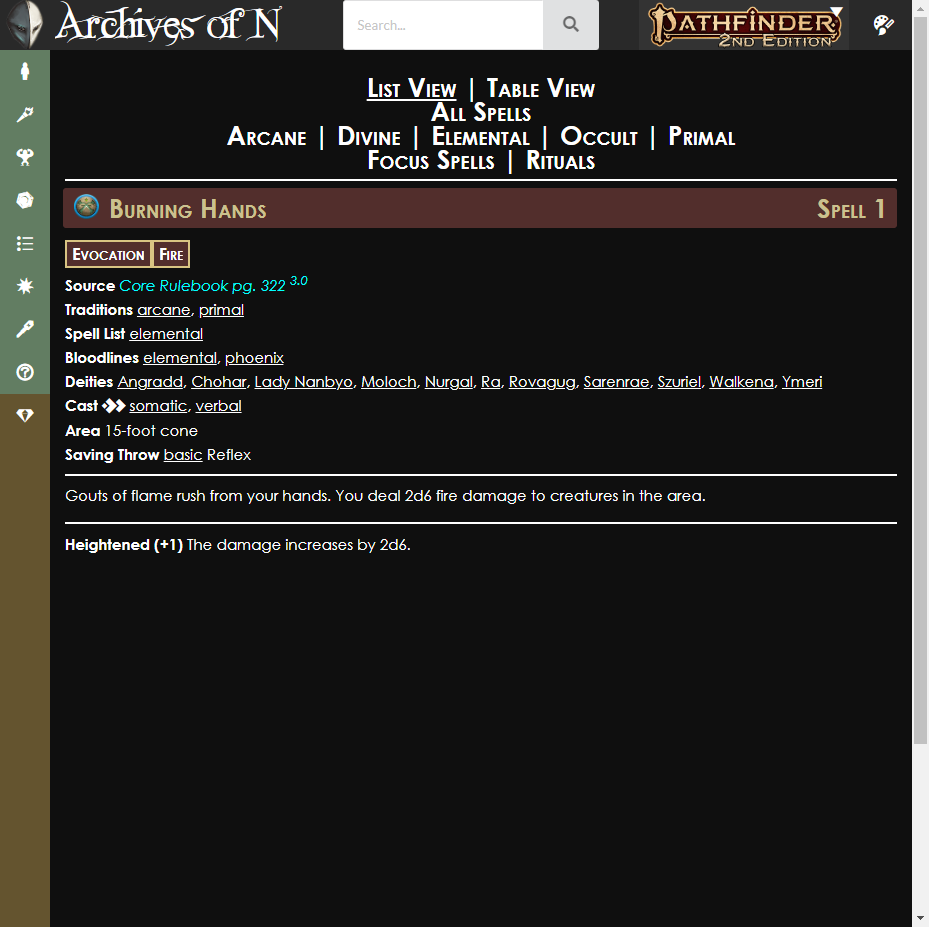 Archives of N
Search...
PATHFINDER
2ND EDITION
List View | Table View
All Spells
Arcane | Divine | Elemental | Occult | Primal
Focus Spells | Rituals
Burning Hands Spell 1
Evocation Fire
Source Core Rulebook pg. 322 3.0
Traditions arcane, primal
Spell List elemental
Bloodlines elemental, phoenix
Deities Angradd, Chohar, Lady Nanbyo, Moloch, Nurgal, Ra, Rovagug, Sarenrae, Szuriel, Walkena, Ymeri
Cast somatic, verbal
Area 15-foot cone
Saving Throw basic Reflex
Gouts of flame rush from your hands. You deal 2d6 fire damage to creatures in the area.
Heightened (+1) The damage increases by 2d6.